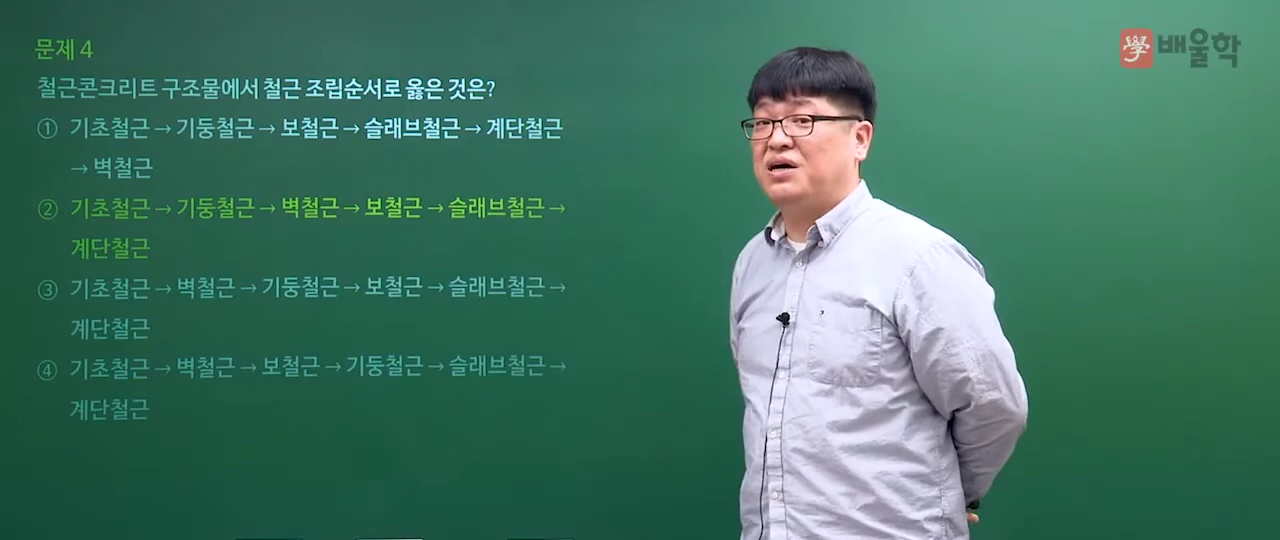 學 배울학
문제 4
철근콘크리트 구조물에서 철근 조립순서로 옳은 것은?
① 기초철근 → 기둥철근 → 보철근 → 슬래브철근 → 계단철근
→ 벽철근
② 기초철근 → 기둥철근 → 벽철근 → 보철근 → 슬래브철근 →
계단철근
③ 기초철근 → 벽철근 → 기둥철근 → 보철근 → 슬래브철근 →
계단철근
④ 기초철근 → 벽철근 → 보철근 → 기둥철근 → 슬래브철근 →
계단철근